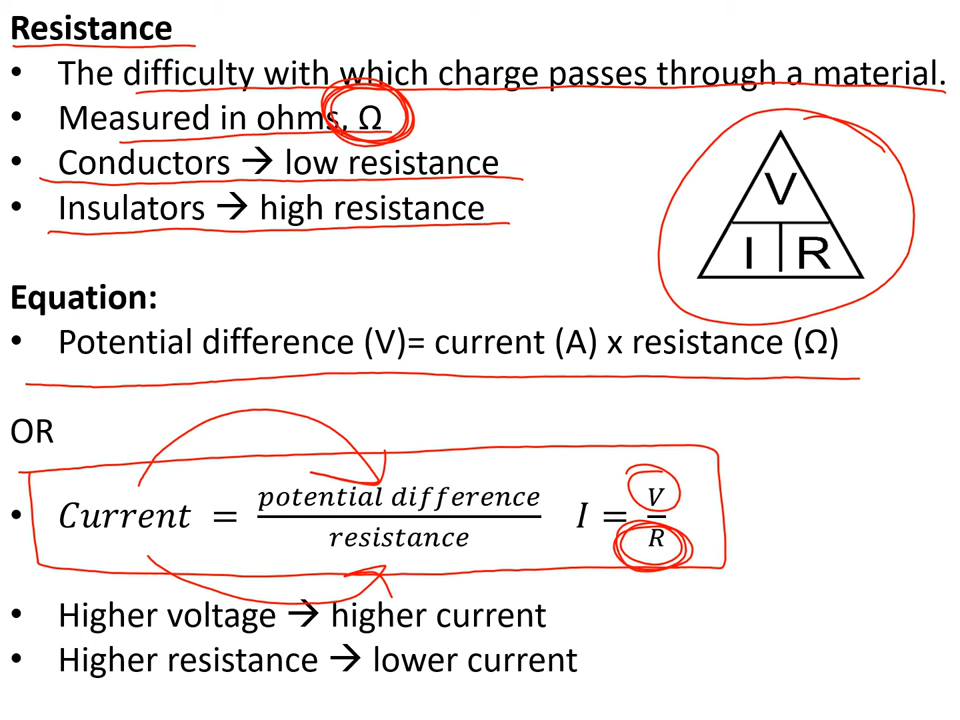 Resistance
• The difficulty with which charge passes through a material.
• Measured in ohms, Ω
• Conductors → low resistance
• Insulators → high resistance
V
I R
Equation:
• Potential difference (V)= current (A) x resistance (Ω)
OR
• Current = potential difference / resistance I = V / R
• Higher voltage → higher current
• Higher resistance → lower current